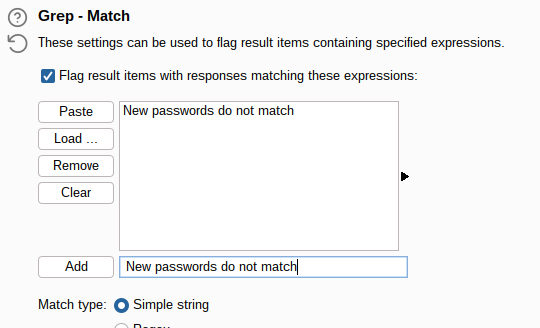 Grep - Match
These settings can be used to flag result items containing specified expressions.
Flag result items with responses matching these expressions:
Paste
New passwords do not match
Load ...
Remove
Clear
Add
New passwords do not match
Match type:
Simple string